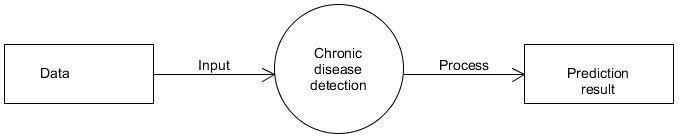 Data
Input
Chronic
disease
detection
Process
Prediction
result